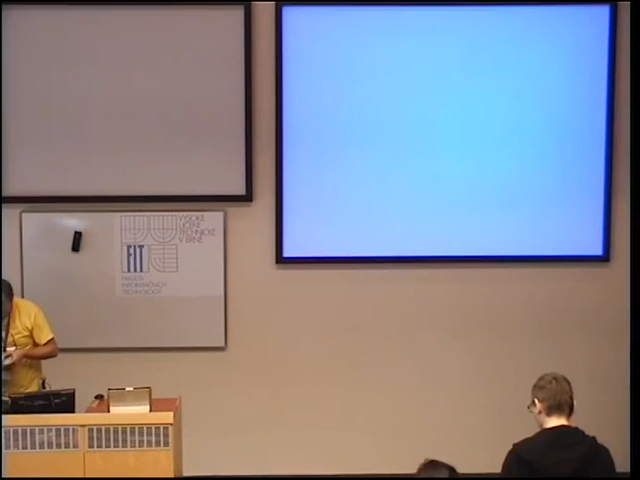 VYSOKÉ
UČENÍ
TECHNICKÉ
V BRNĚ
FIT
FAKULTA
INFORMAČNÍCH
TECHNOLOGIÍ